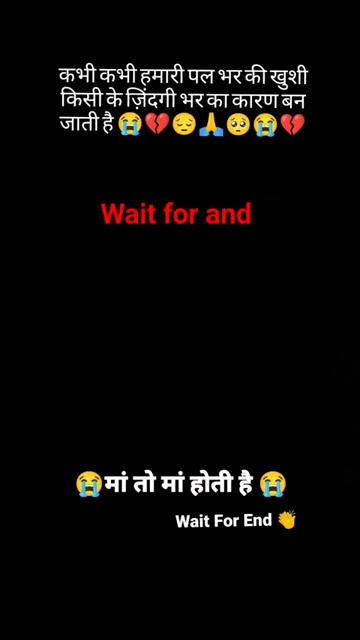 कभी कभी हमारी पल भर की खुशी
किसी के ज़िंदगी भर का कारण बन
जाती है 😭💔😔🙏🥺😭💔
Wait for and
😭मां तो मां होती है 😭
Wait For End 👏